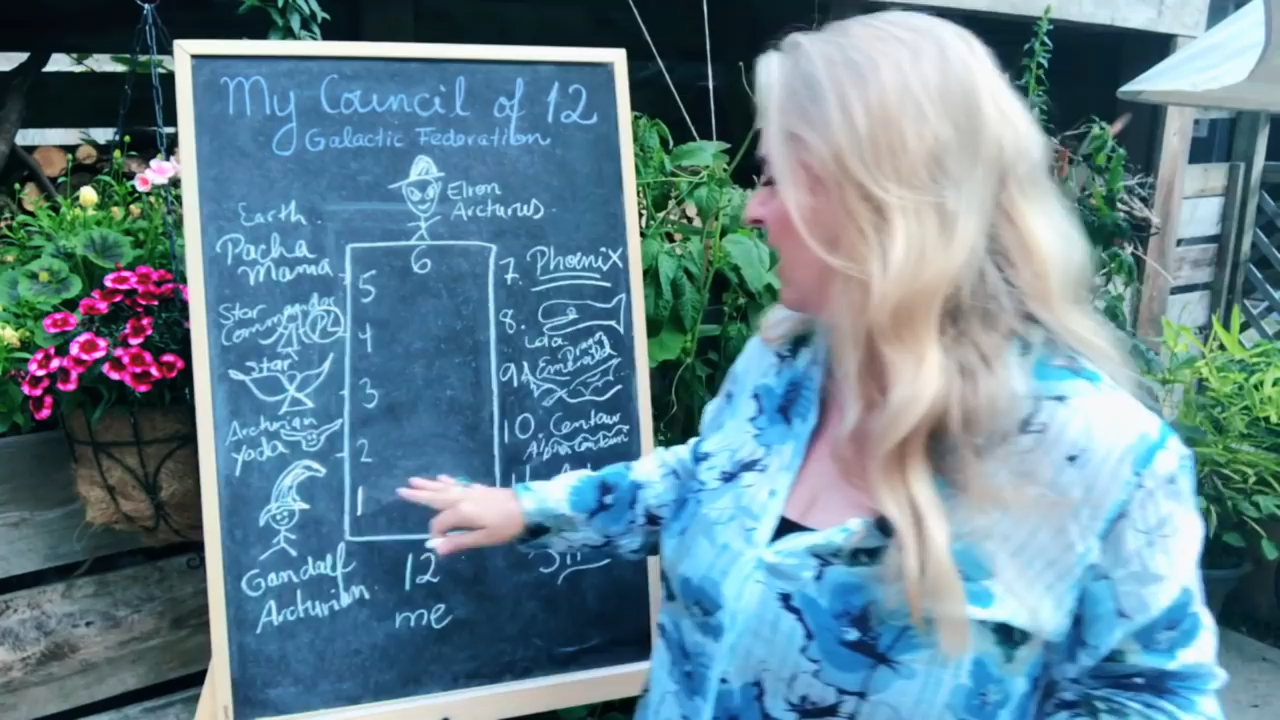 My Council of 12
Galactic Federation
Elron
Arcturus.
Earth.
Pacha
Mama
Star
Commander
Star
Arcturian
Yoda
Gandalf
Arcturian.
6
5
4
3
2
1
12
me
7. Phoenix
8.
Dragon
9 Emerald
10. Centaur
Alpha Centauri